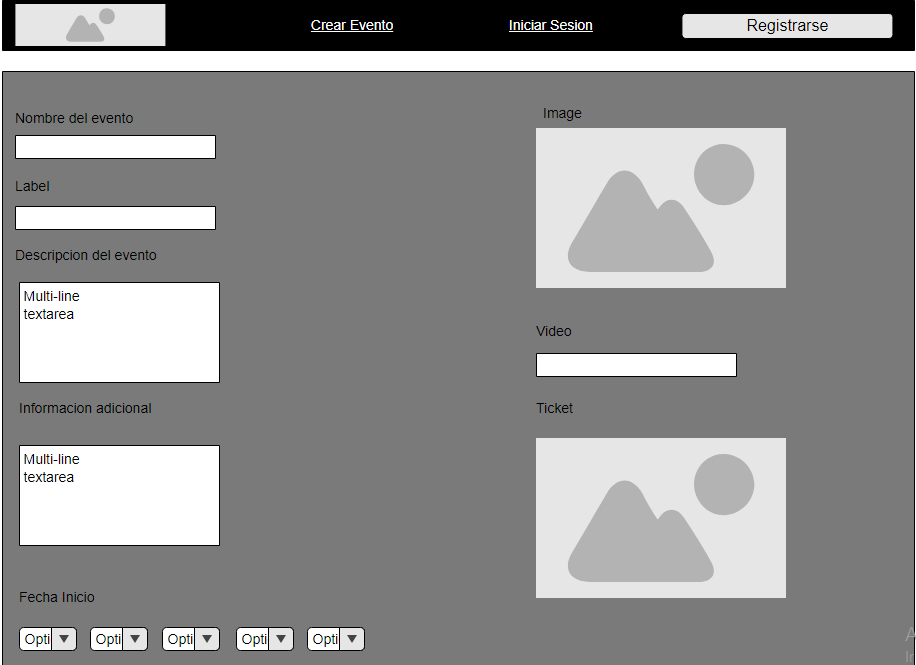 Crear Evento
Iniciar Sesion
Registrarse
Nombre del evento
Label
Descripcion del evento
Multi-line
textarea
Informacion adicional
Multi-line
textarea
Fecha Inicio
Opti
Opti
Opti
Opti
Opti
Image
Video
Ticket